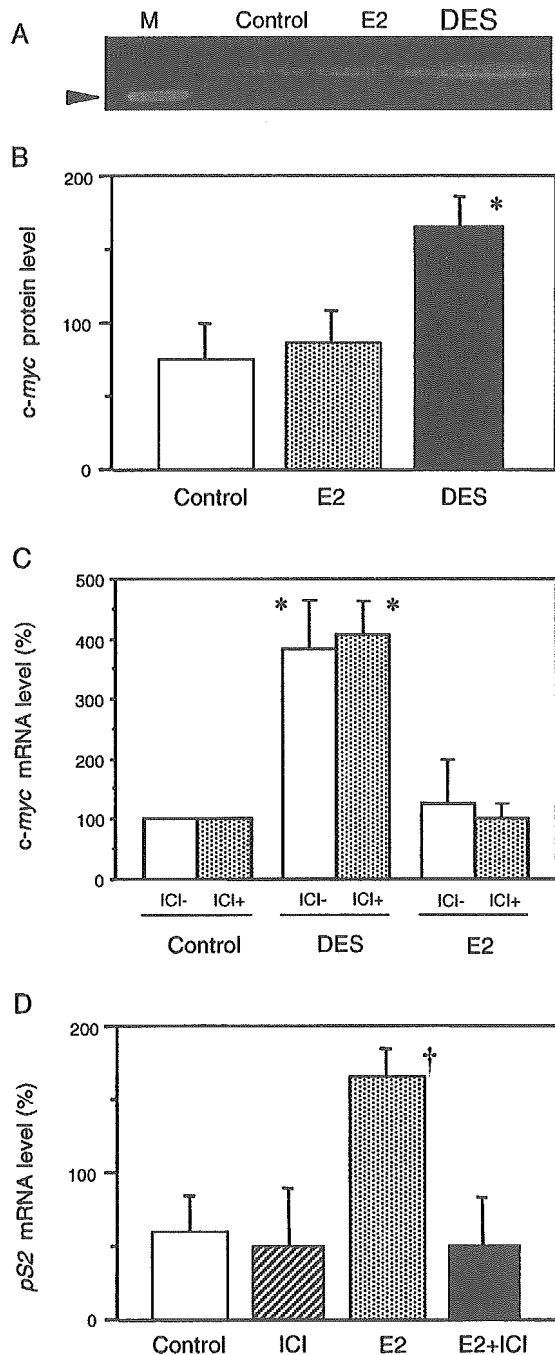 A
M Control E2 DES
B
200
100
0
c-myc protein level
*
Control E2 DES
C
500
400
300
200
100
0
c-myc mRNA level (%)
* *
ICI- ICI+ ICI- ICI+ ICI- ICI+
Control DES E2
D
200
100
0
pS2 mRNA level (%)
†
Control ICI E2 E2+ICI